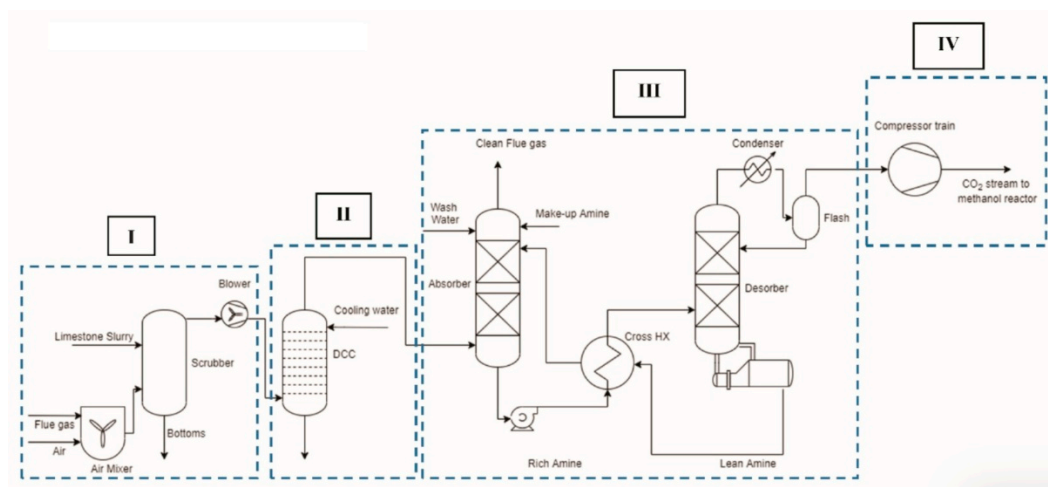 IV
III
Compressor train
Clean Flue gas
Condenser
CO2 stream to
methanol reactor
II
Wash
Water
Make-up Amine
Flash
I
Blower
Absorber
Desorber
Cooling water
Limestone Slurry
Cross HX
DCC
Scrubber
Flue gas
Bottoms
Air
Air Mixer
Rich Amine
Lean Amine